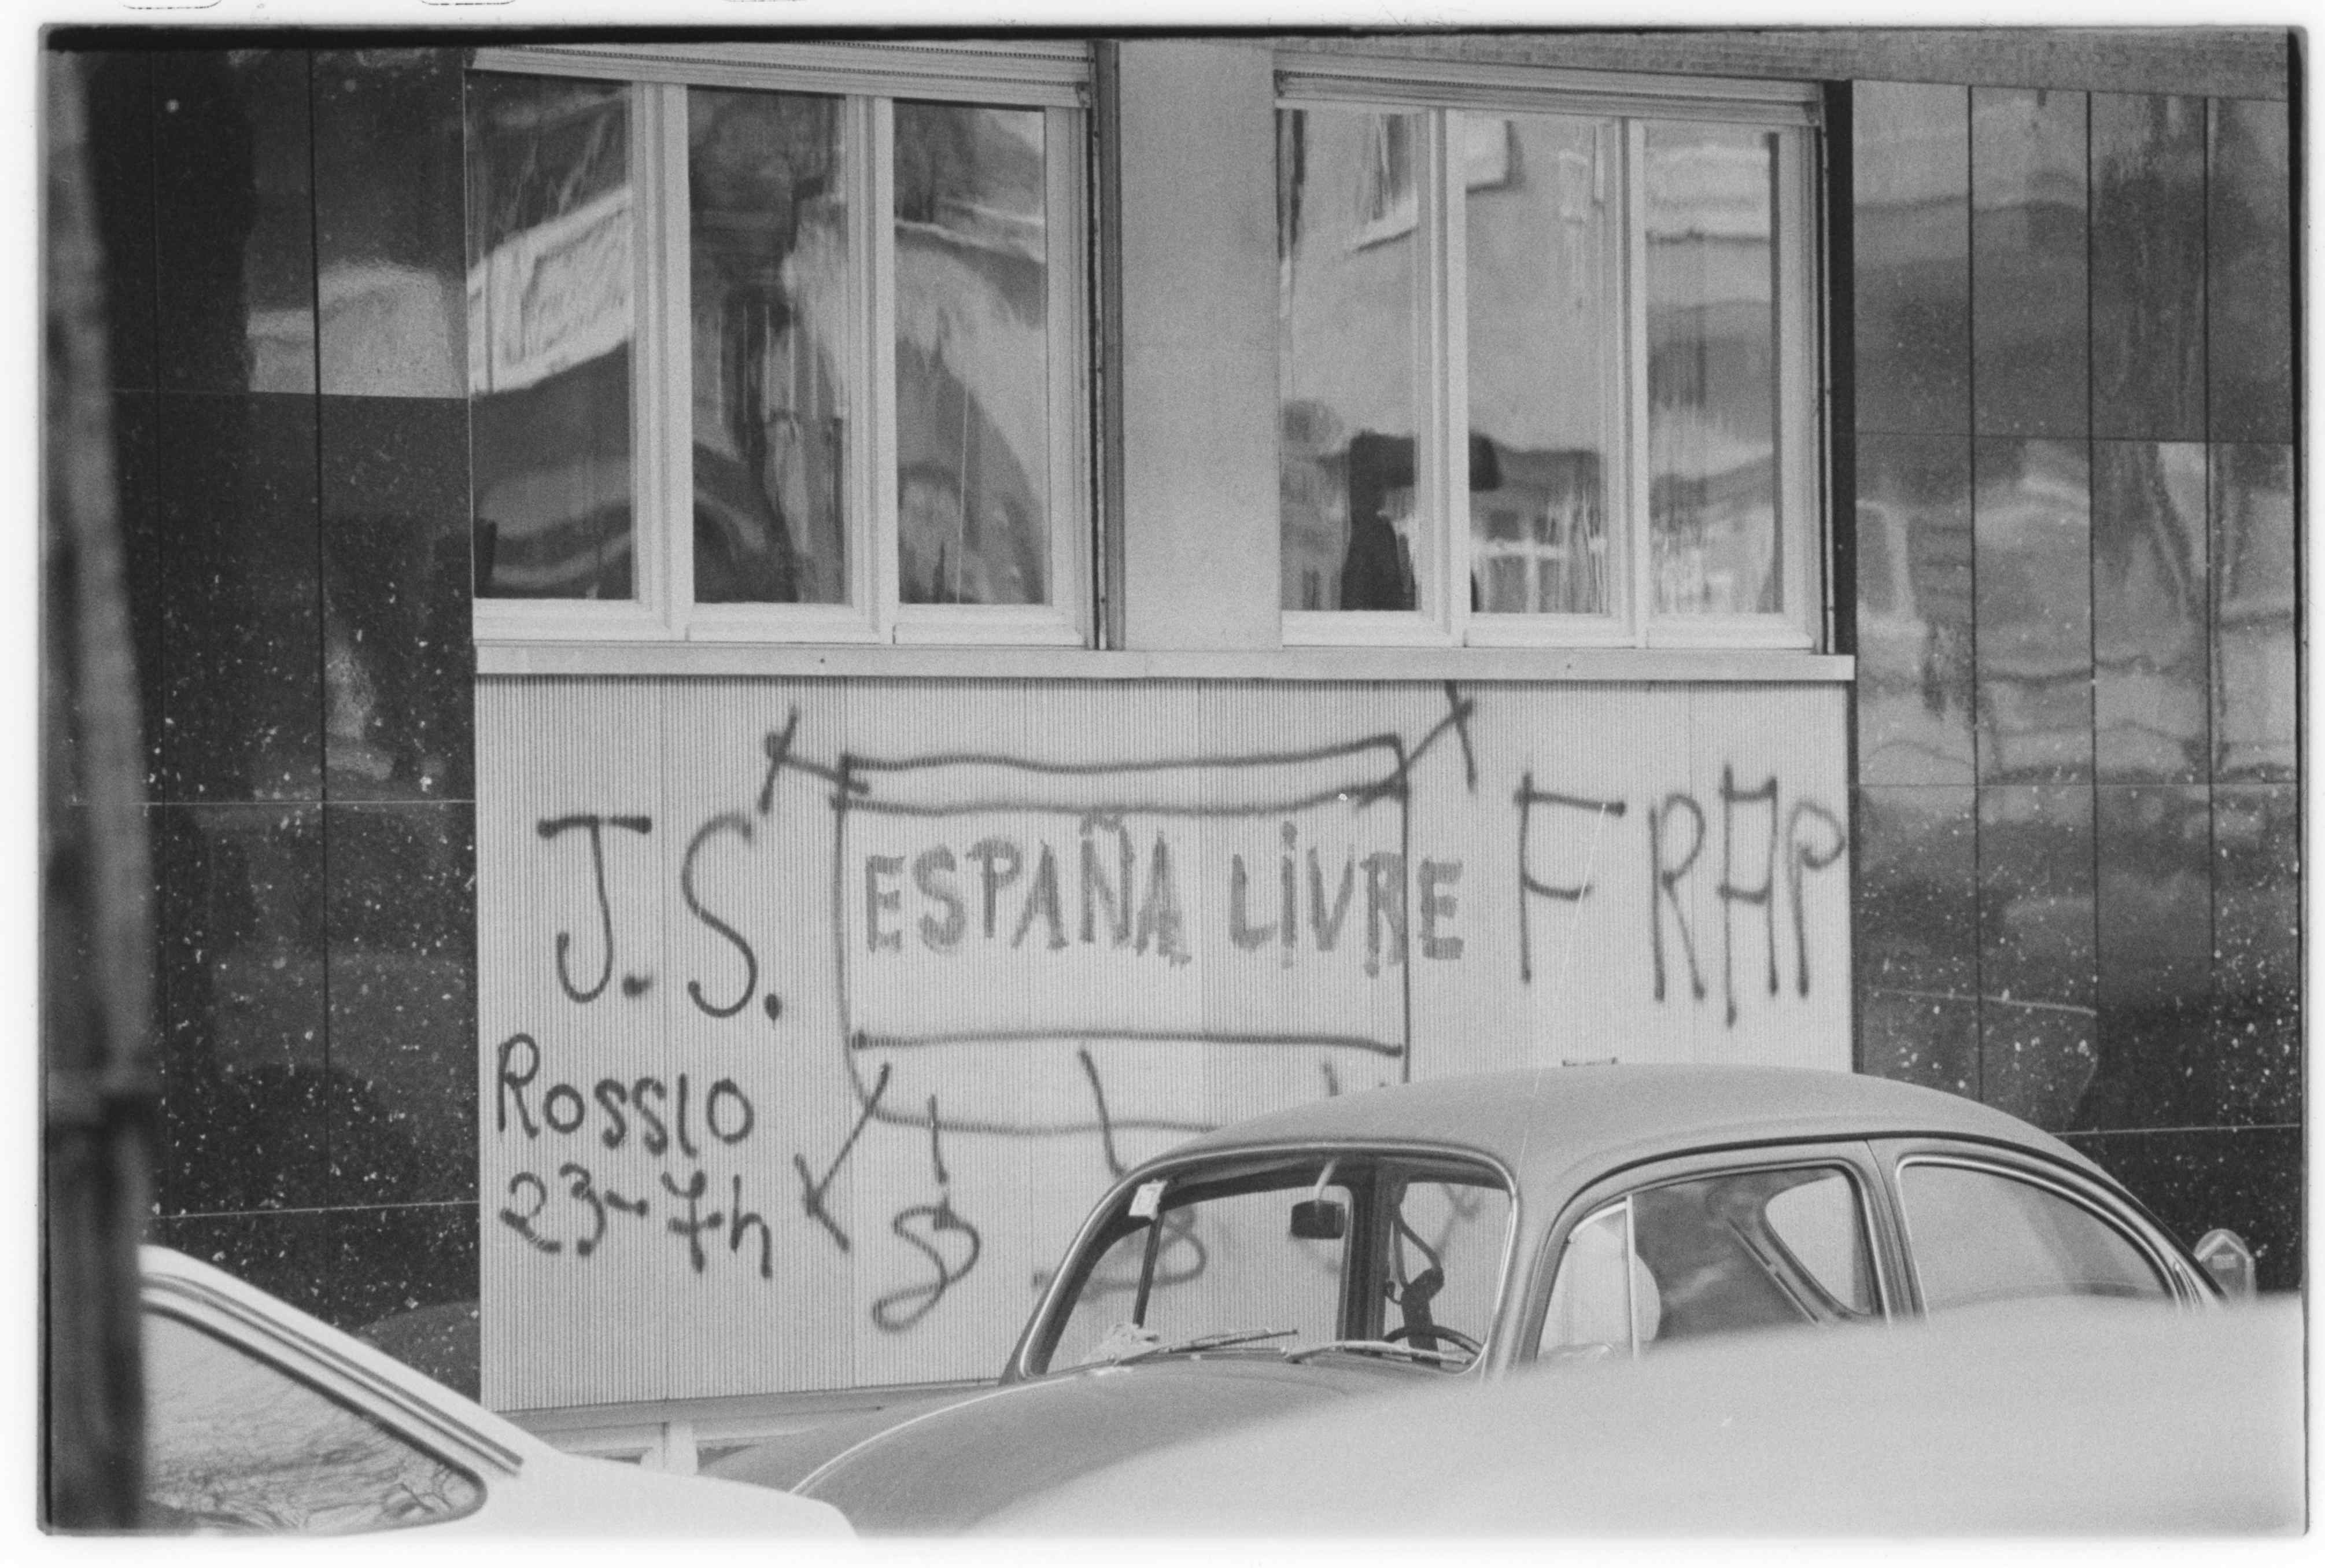 J.S.
ESPAÑA LiVRE
FRAP
ROSSIO
23-7h